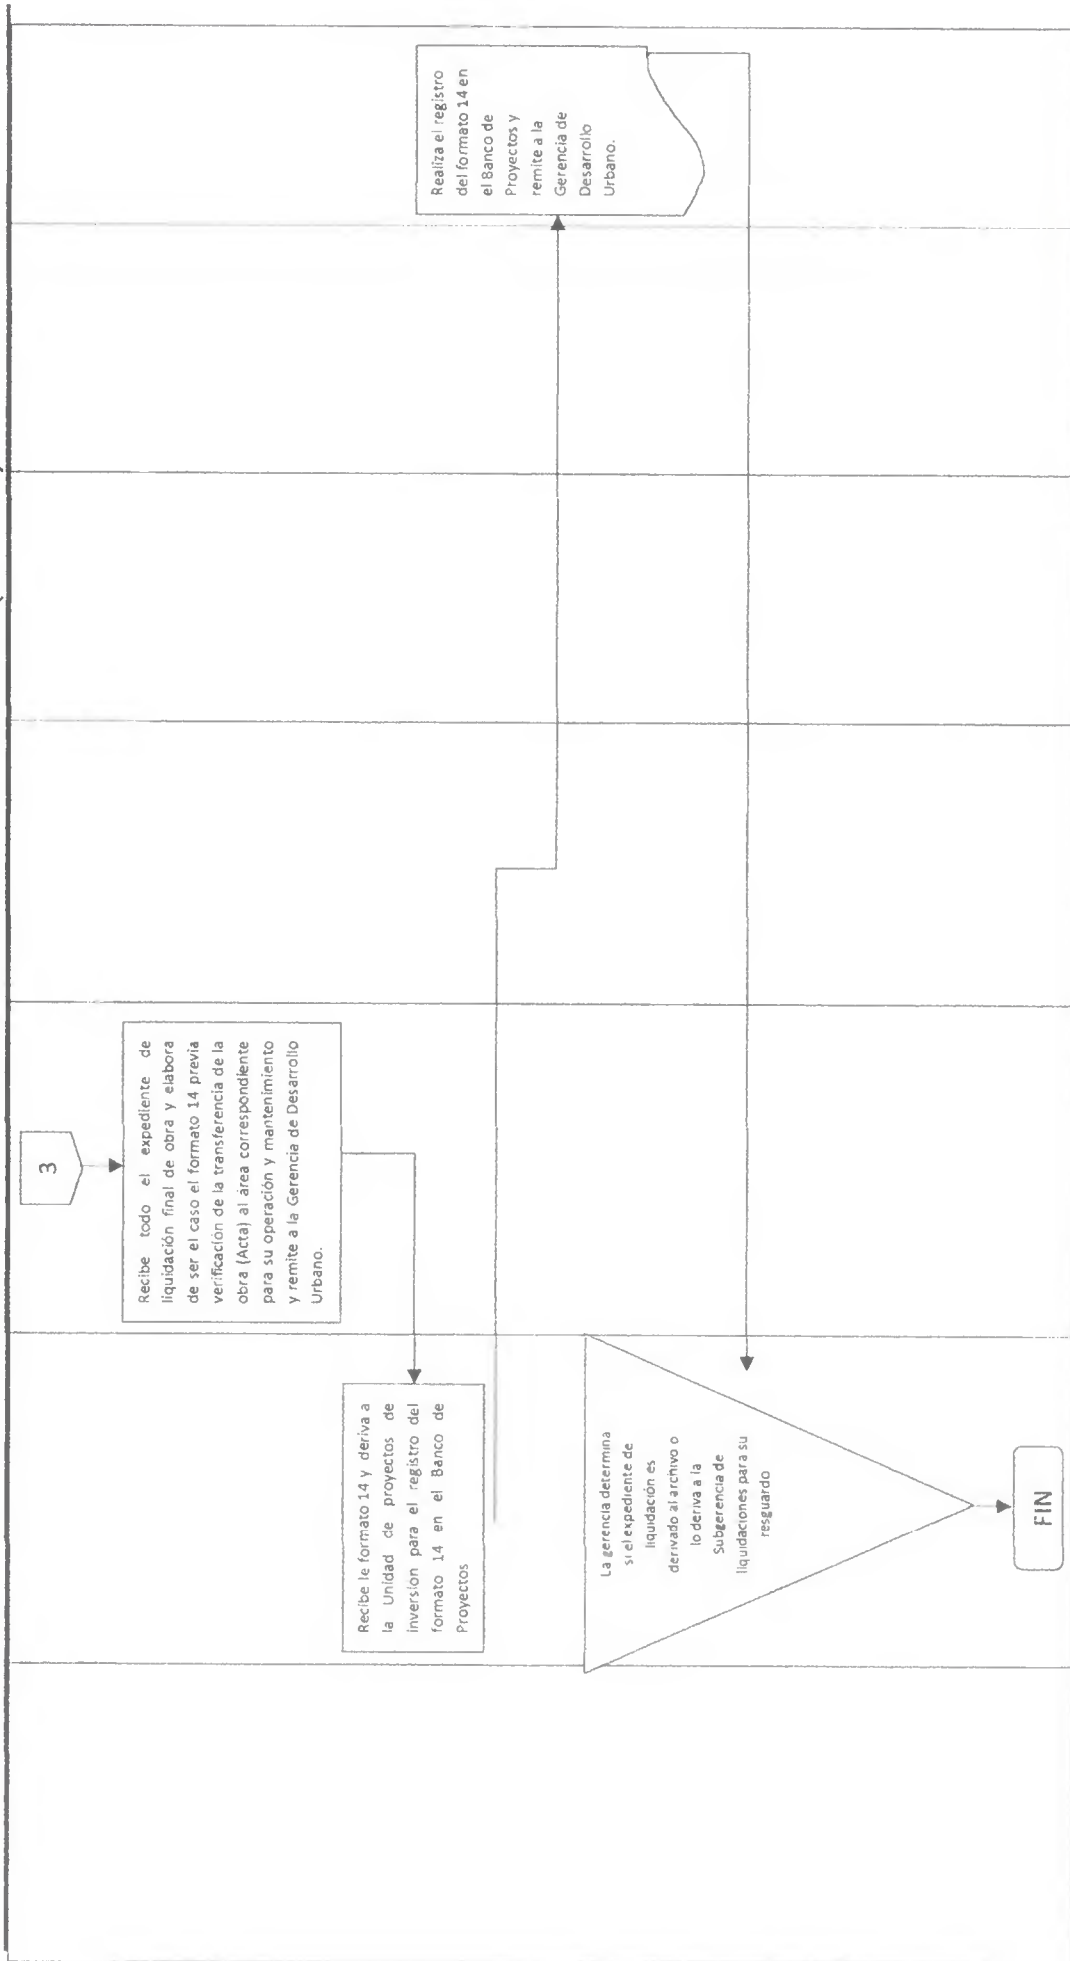 3
Recibe todo el expediente de
liquidación final de obra y elabora
de ser el caso el formato 14 previa
verificación de la transferencia de la
obra (Acta) al área correspondiente
para su operación y mantenimiento
y remite a la Gerencia de Desarrollo
Urbano.
Recibe le formato 14 y deriva a
la Unidad de proyectos de
inversión para el registro del
formato 14 en el Banco de
Proyectos
Realiza el registro
del formato 14 en
el Banco de
Proyectos y
remite a la
Gerencia de
Desarrollo
Urbano.
La gerencia determina
si el expediente de
liquidación es
derivado al archivo o
lo deriva a la
Subgerencia de
liquidaciones para su
resguardo
FIN